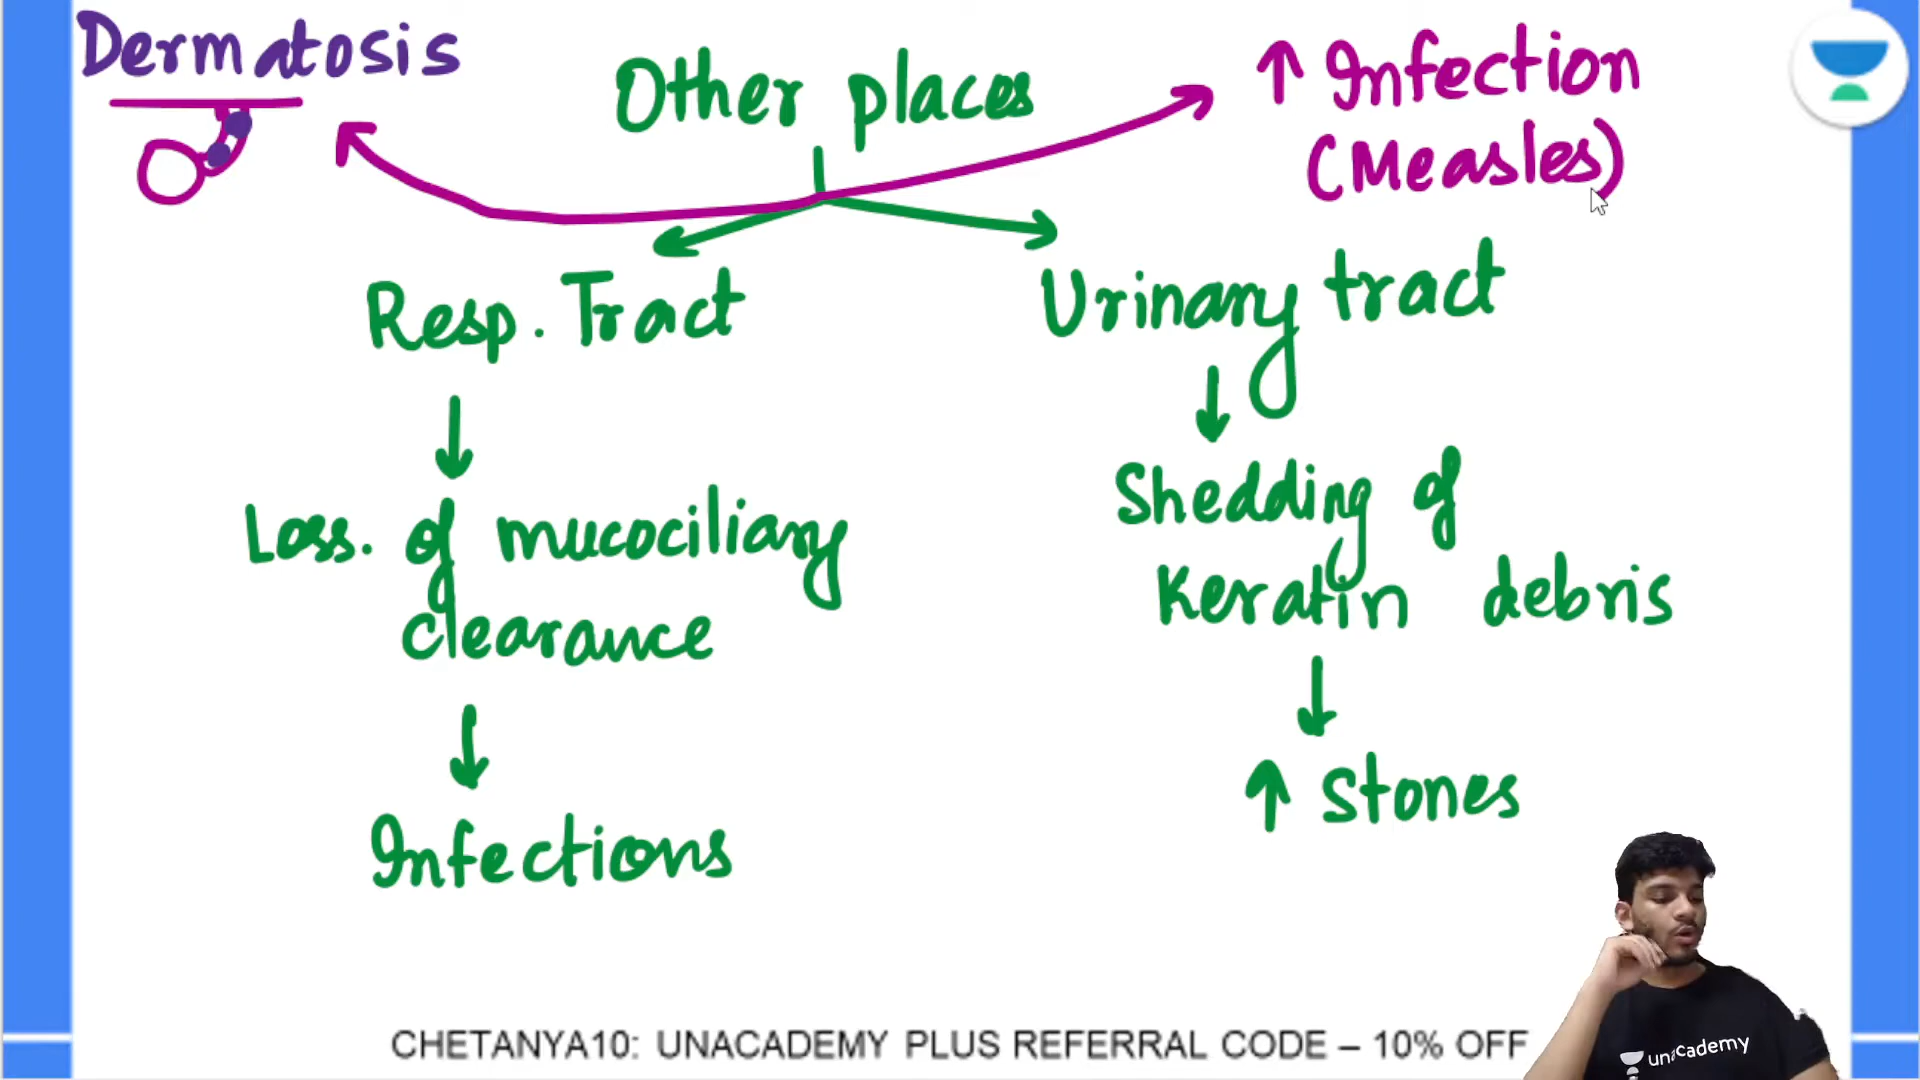 Dermatosis
Other places
↑ Infection
(Measles)
Resp. Tract
Urinary tract
Loss. of mucociliary
clearance
Shedding of
Keratin debris
Infections
↑ Stones
unacademy
CHETANYA10: UNACADEMY PLUS REFERRAL CODE – 10% OFF